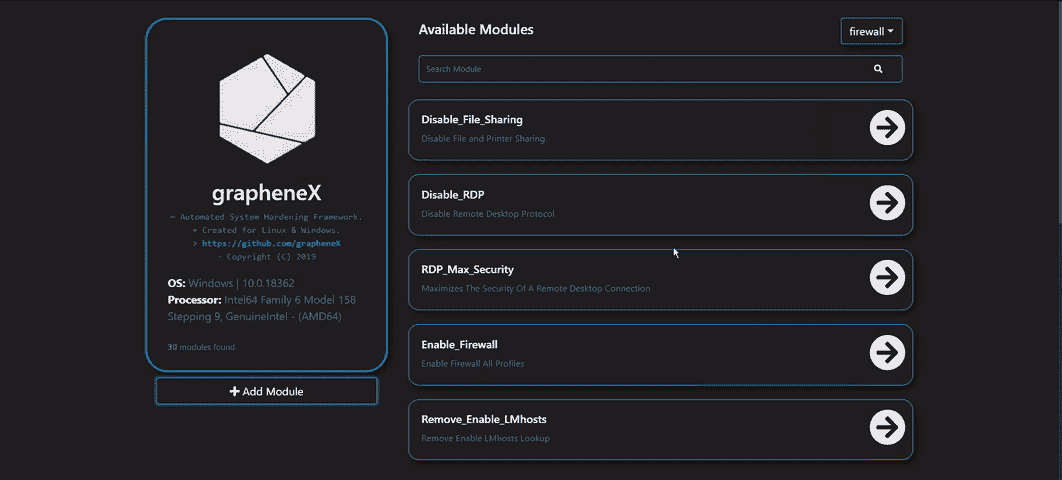 grapheneX
~ Automated System Hardening Framework.
+ Created for Linux & Windows.
> https://github.com/grapheneX
- Copyright (C) 2019
OS: Windows | 10.0.18362
Processor: Intel64 Family 6 Model 158
Stepping 9, GenuineIntel - (AMD64)
30 modules found.
+ Add Module
Available Modules
firewall
Search Module
Disable_File_Sharing
Disable File and Printer Sharing.
Disable_RDP
Disable Remote Desktop Protocol
RDP_Max_Security
Maximizes The Security Of A Remote Desktop Connection
Enable_Firewall
Enable Firewall All Profiles
Remove_Enable_LMhosts
Remove Enable LMhosts Lookup